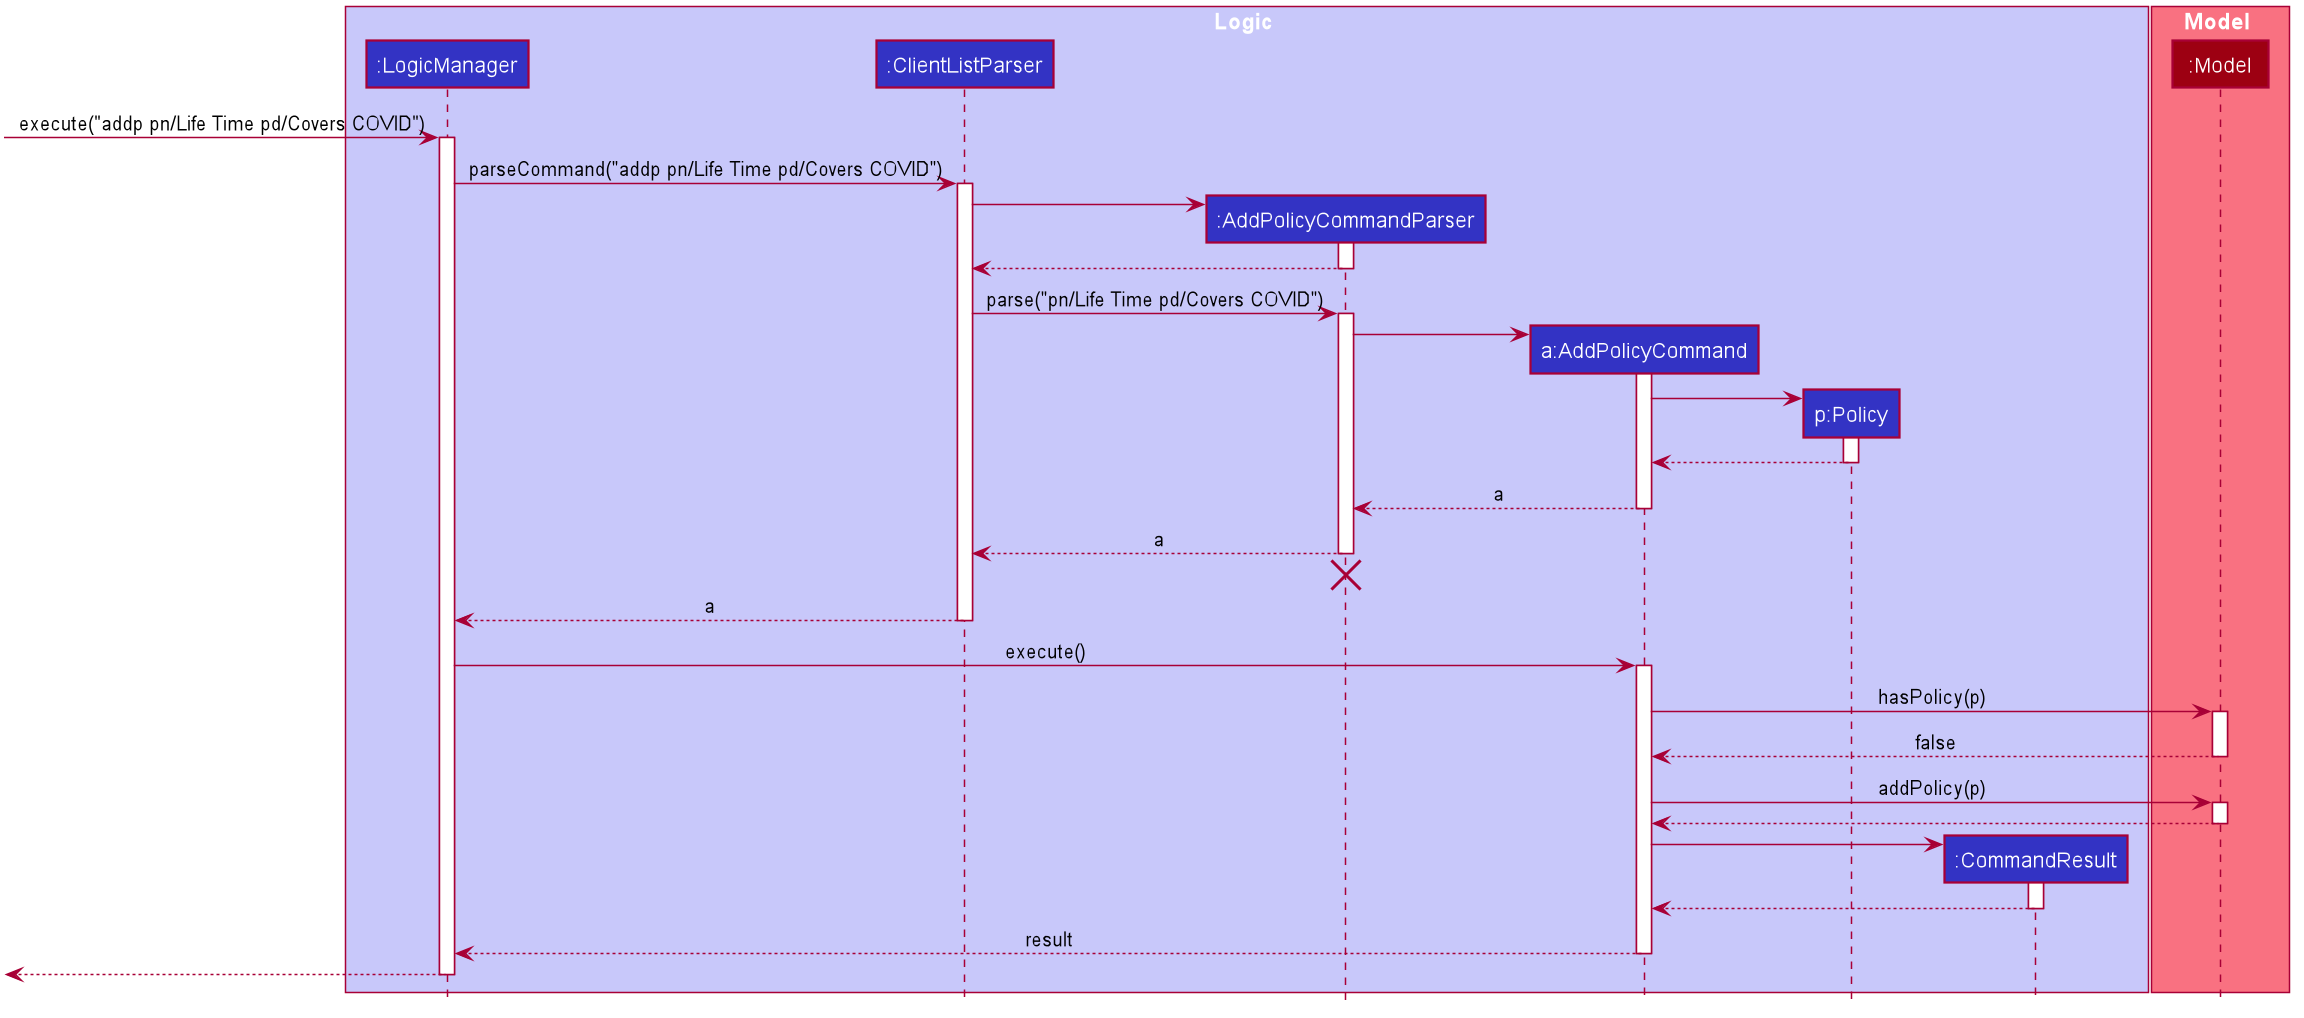 Logic
Model
:LogicManager
:ClientListParser
:Model
execute("addp pn/Life Time pd/Covers COVID")
parseCommand("addp pn/Life Time pd/Covers COVID")
:AddPolicyCommandParser
parse("pn/Life Time pd/Covers COVID")
a:AddPolicyCommand
p:Policy
a
a
a
execute()
hasPolicy(p)
false
addPolicy(p)
:CommandResult
result